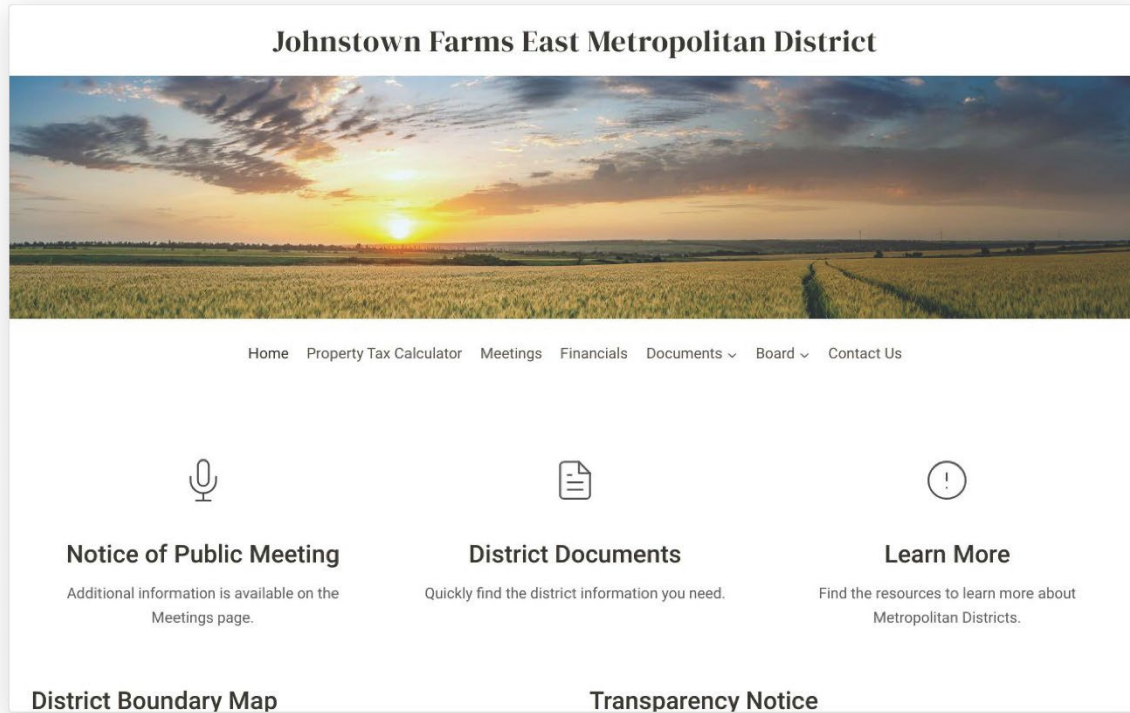 Johnstown Farms East Metropolitan District
Home Property Tax Calculator Meetings Financials Documents Board Contact Us
Notice of Public Meeting
Additional information is available on the
Meetings page.
District Documents
Quickly find the district information you need.
Learn More
Find the resources to learn more about
Metropolitan Districts.
District Boundary Map
Transparency Notice